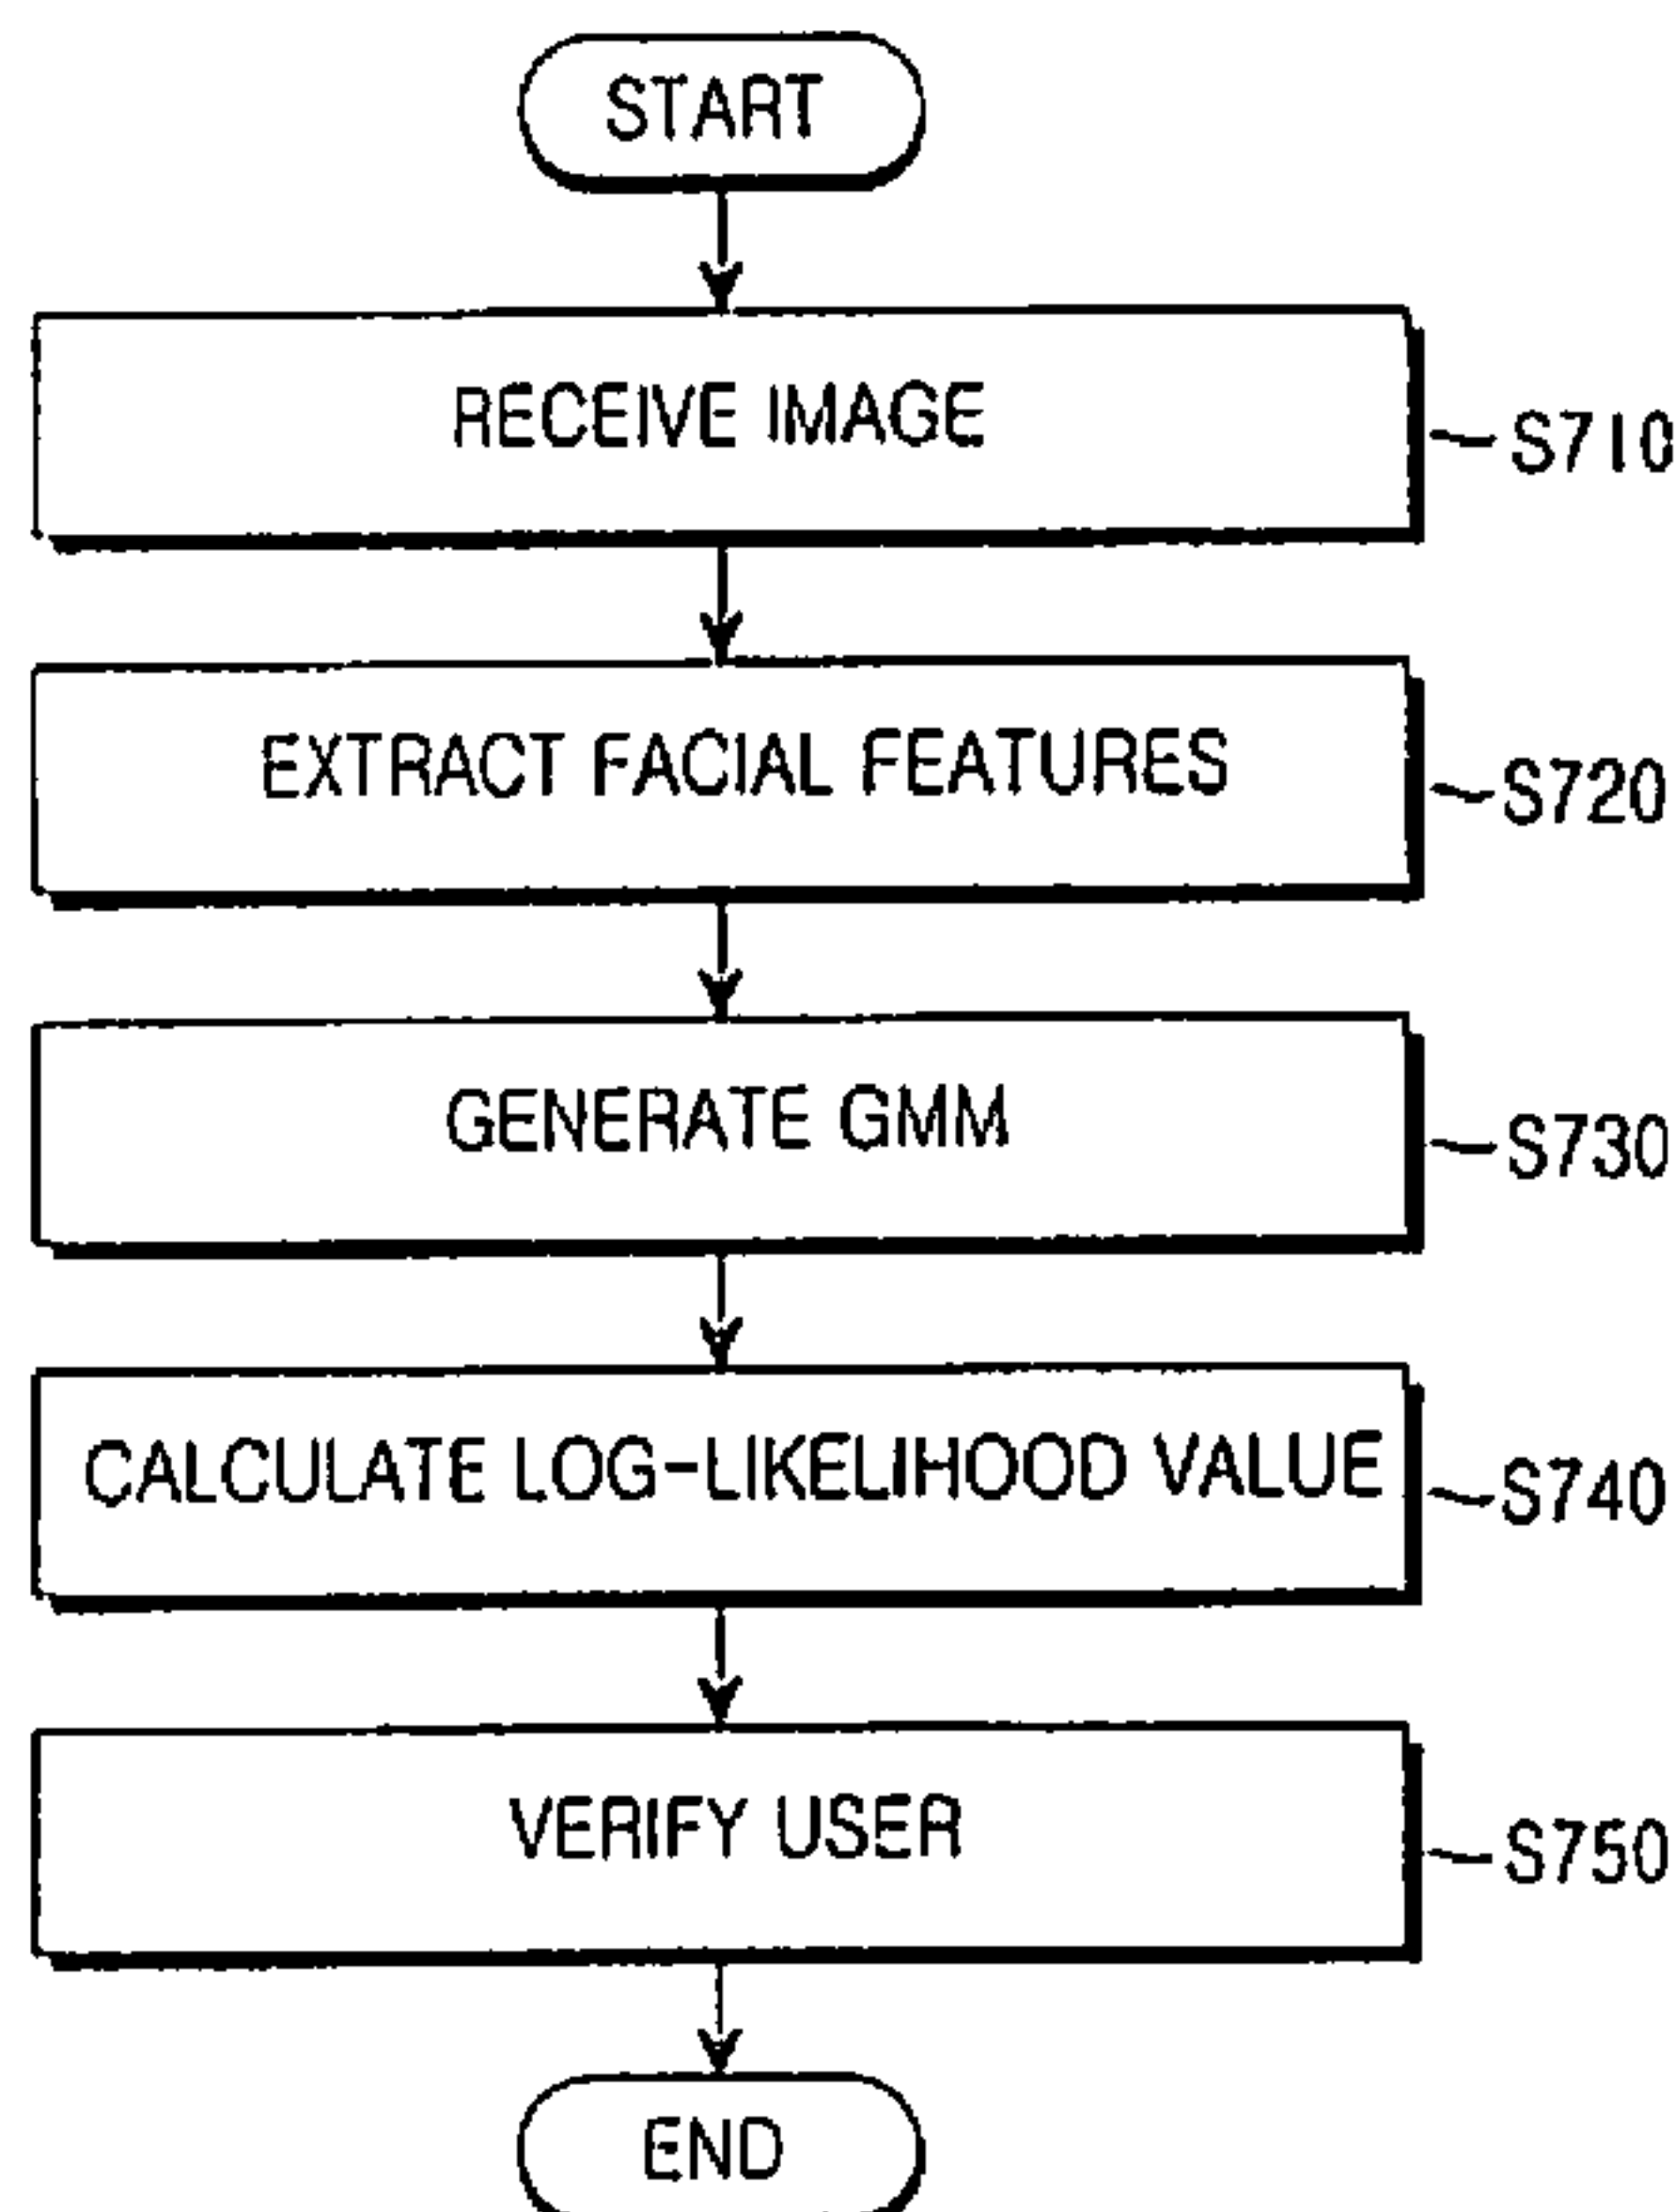 START
RECEIVE IMAGE
S710
EXTRACT FACIAL FEATURES
S720
GENERATE GMM
S730
CALCULATE LOG-LIKELIHOOD VALUE
S740
VERIFY USER
S750
END